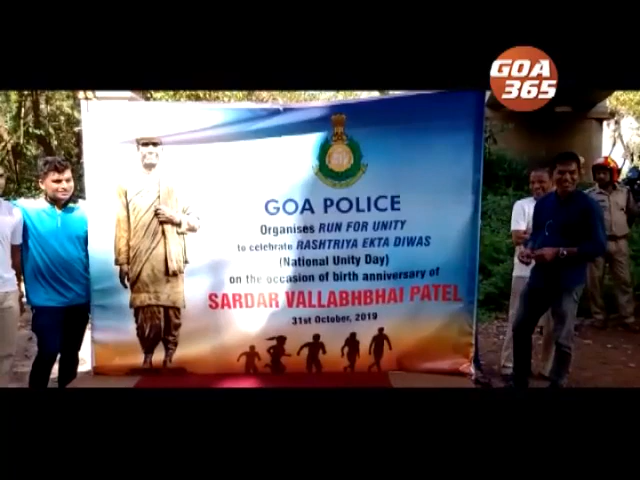 GOA
365
GOA POLICE
Organises RUN FOR UNITY
to celebrate RASHTRIYA EKTA DIWAS
(National Unity Day)
on the occasion of birth anniversary of
SARDAR VALLABHBHAI PATEL
31st October, 2019